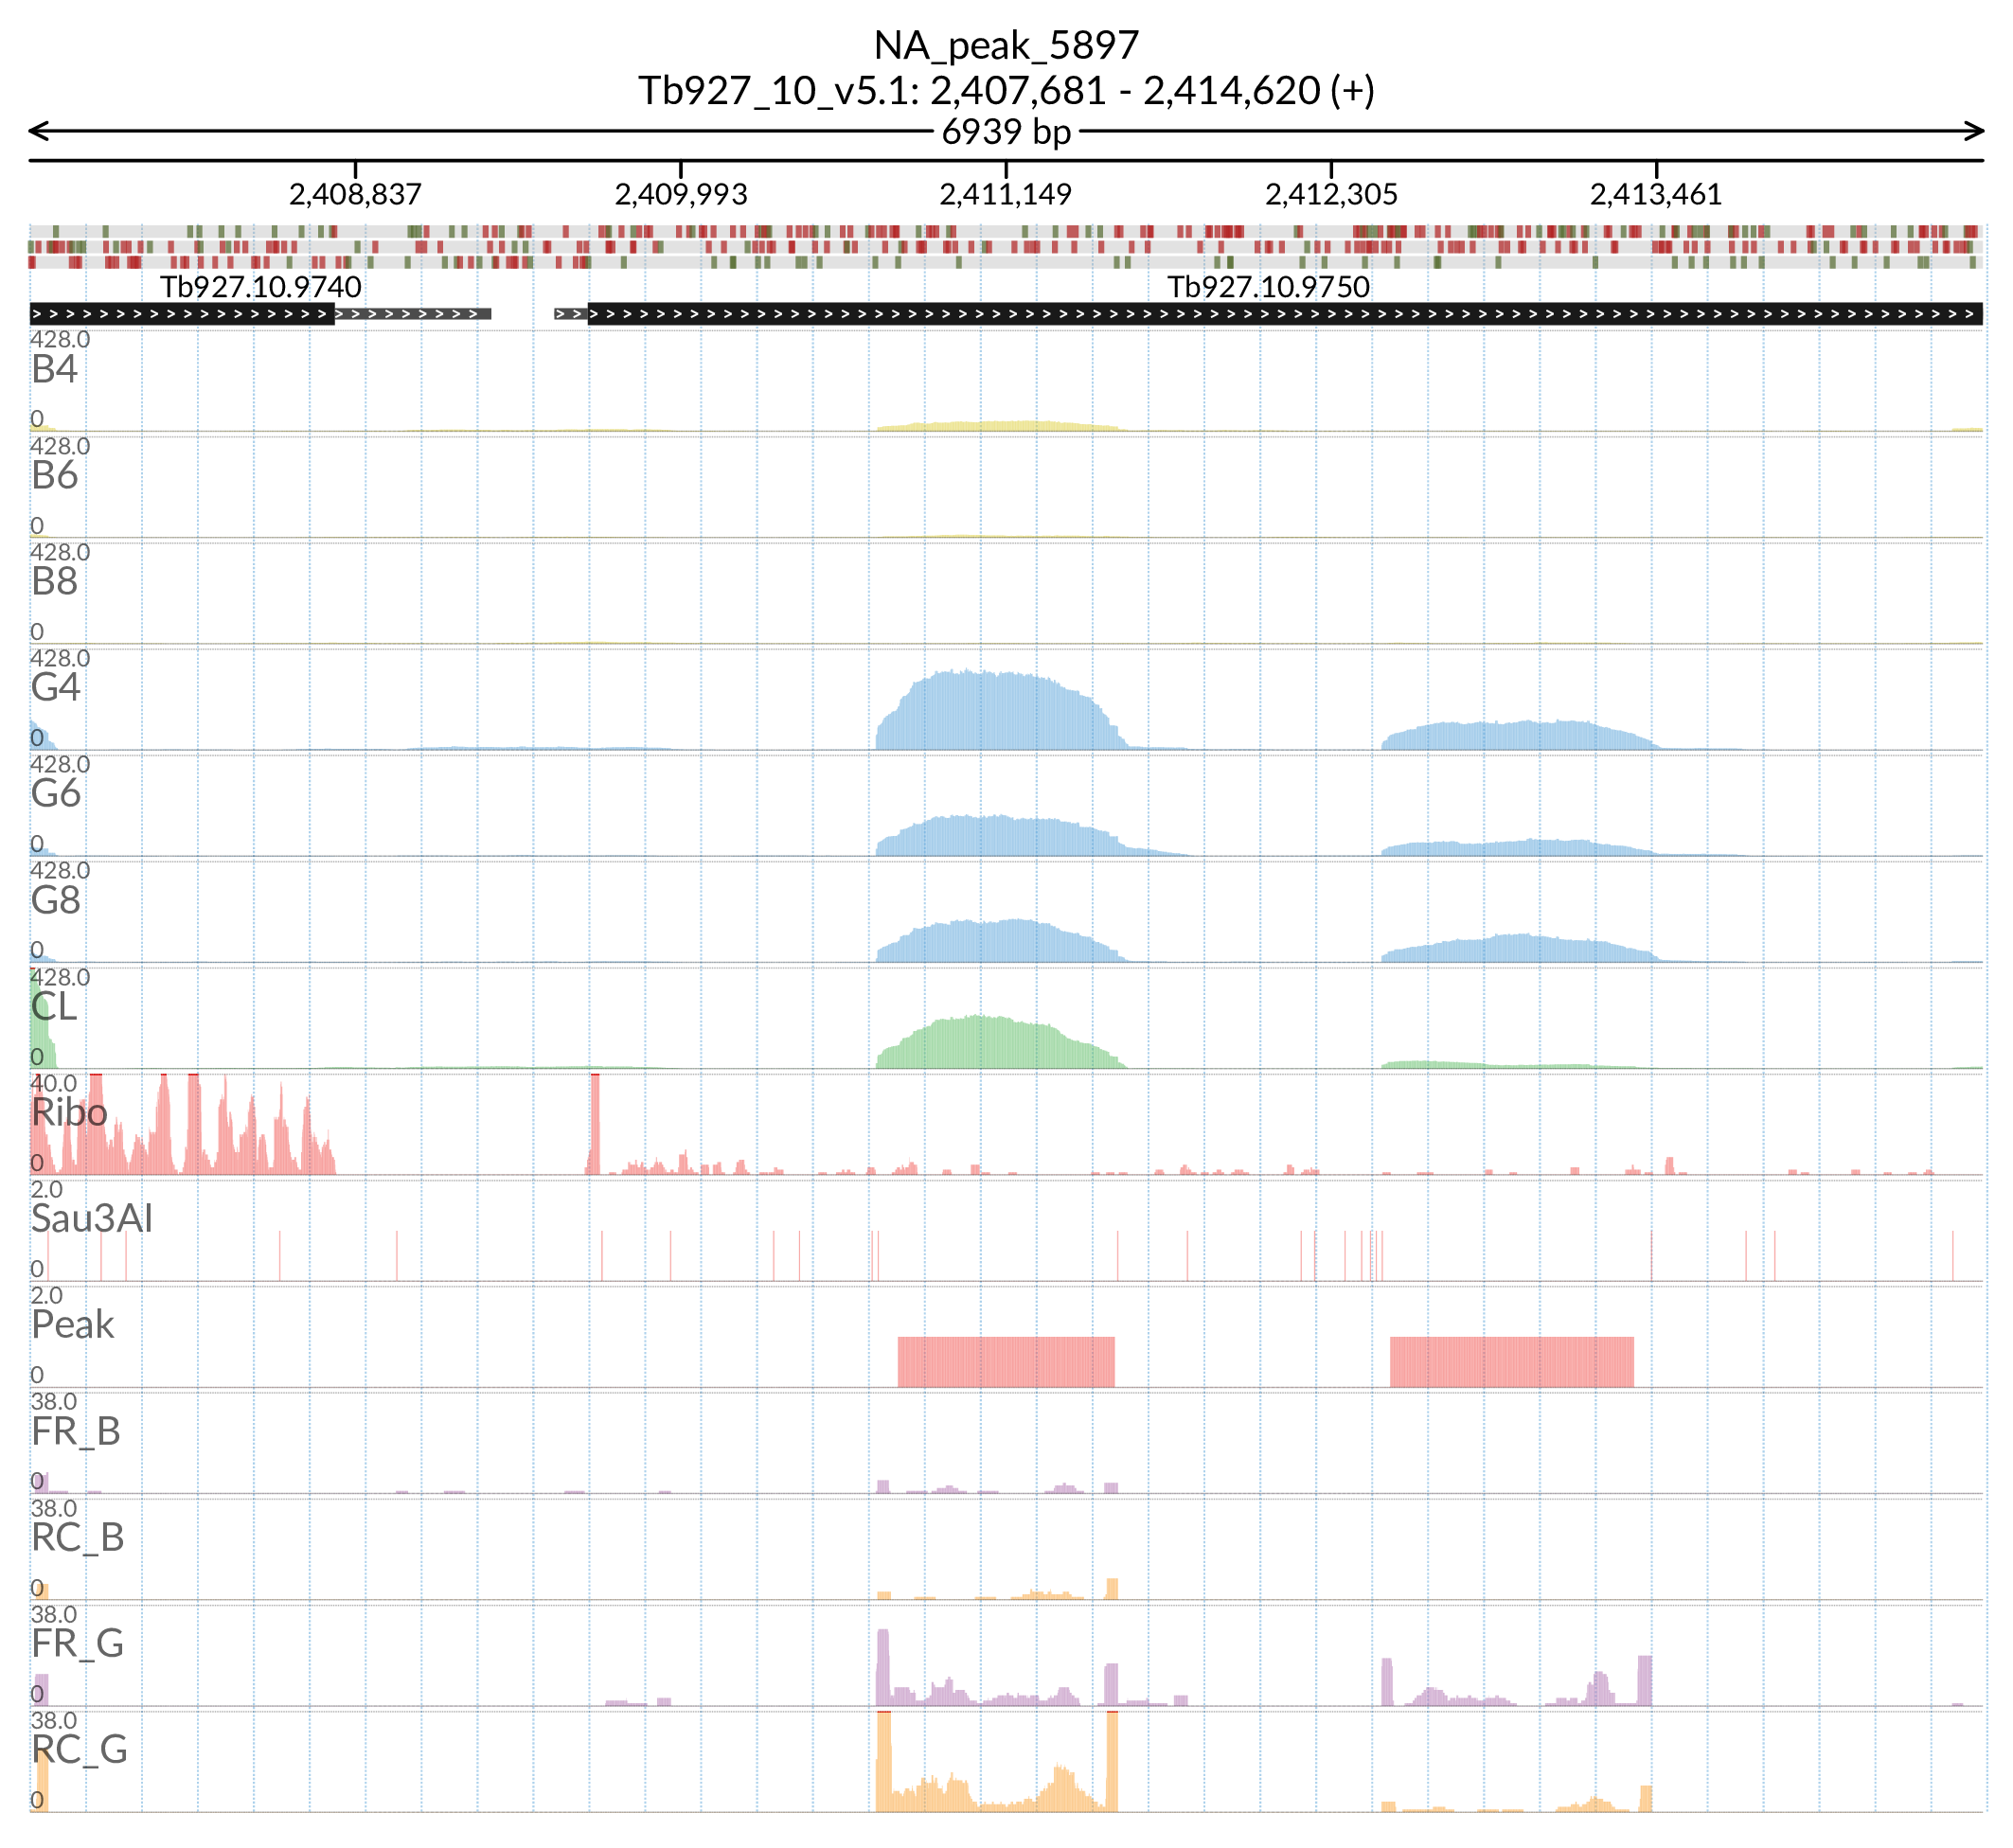 NA_peak_5897
Tb927_10_v5.1: 2,407,681 - 2,414,620 (+)
6939 bp
2,408,837 2,409,993 2,411,149 2,412,305 2,413,461
Tb927.10.9740 Tb927.10.9750
428.0
B4
0
428.0
B6
0
428.0
B8
0
428.0
G4
0
428.0
G6
0
428.0
G8
0
428.0
CL
0
40.0
Ribo
0
2.0
Sau3AI
0
2.0
Peak
0
38.0
FR_B
0
38.0
RC_B
0
38.0
FR_G
0
38.0
RC_G
0